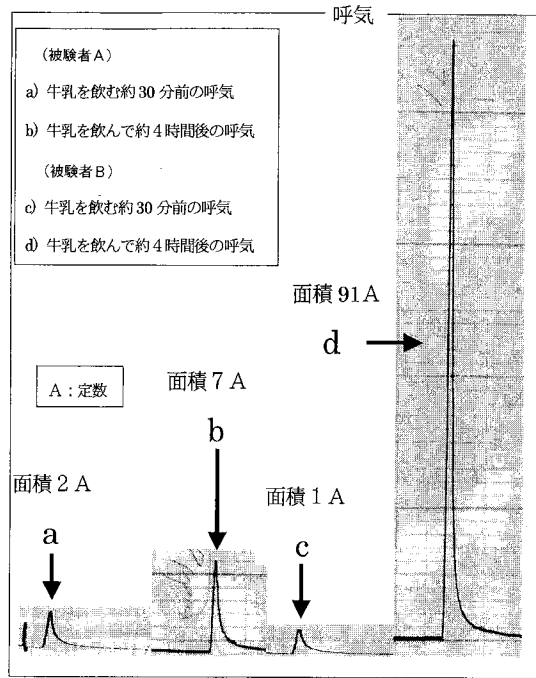 呼気
(被験者A)
a) 牛乳を飲む約30分前の呼気
b) 牛乳を飲んで約4時間後の呼気
(被験者B)
c) 牛乳を飲む約30分前の呼気
d) 牛乳を飲んで約4時間後の呼気
面積91A
d
A:定数
面積7A
b
面積2A
a
面積1A
c